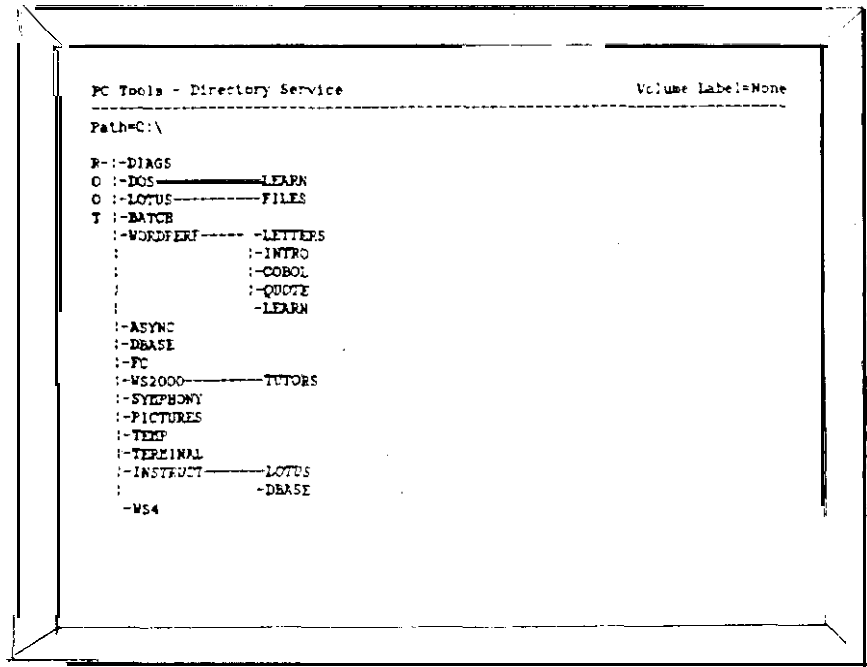 PC Tools - Directory Service Volume Label=None
Path=C:\
R-:-DIAGS
O :-DOS-----------LEARN
O :-LOTUS-----------FILES
T :-BATCH
:-WORDPERF----- -LETTERS
: :-INTRO
: :-COBOL
: :-QUOTE
: -LEARN
:-ASYNC
:-DBASE
:-FC
:-WS2000----------TUTORS
:-SYMPHONY
:-PICTURES
:-TEMP
:-TERMINAL
:-INSTRUCT--------LOTUS
: -DBASE
-WS4